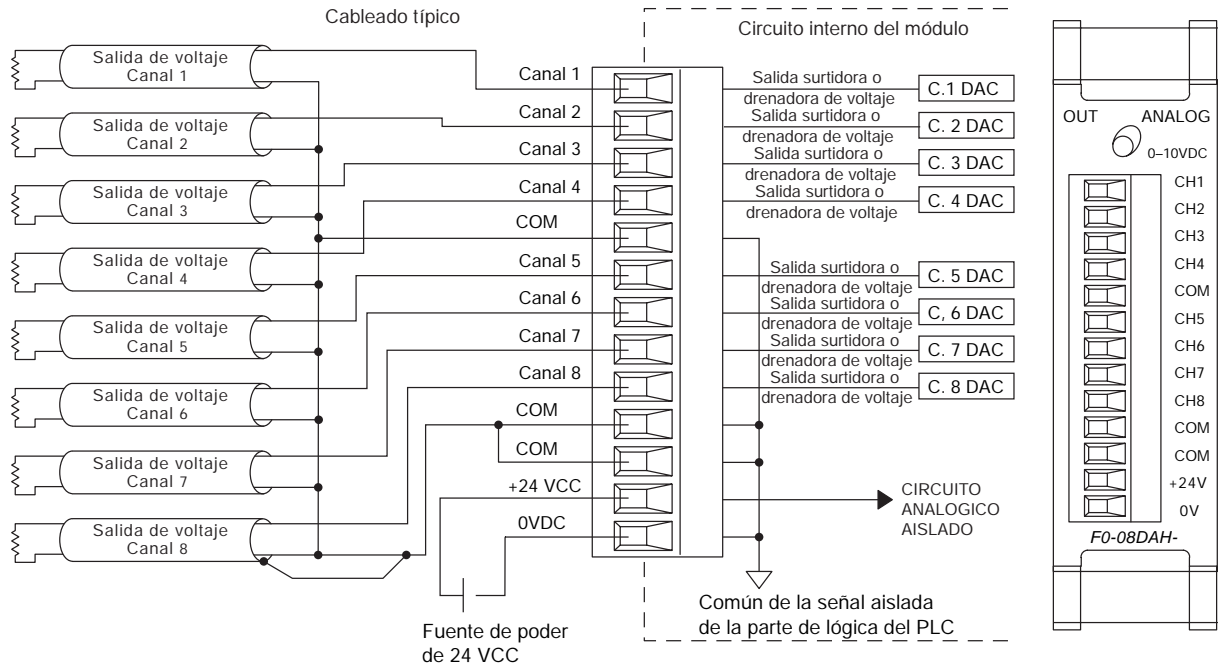 Cableado típico
Circuito interno del módulo
Salida de voltaje
Canal 1
Salida de voltaje
Canal 2
Salida de voltaje
Canal 3
Salida de voltaje
Canal 4
Salida de voltaje
Canal 5
Salida de voltaje
Canal 6
Salida de voltaje
Canal 7
Salida de voltaje
Canal 8
Canal 1
Canal 2
Canal 3
Canal 4
COM
Canal 5
Canal 6
Canal 7
Canal 8
COM
COM
+24 VCC
0VDC
Fuente de poder
de 24 VCC
Salida surtidora o
drenadora de voltaje
C.1 DAC
Salida surtidora o
drenadora de voltaje
C. 2 DAC
Salida surtidora o
drenadora de voltaje
C. 3 DAC
Salida surtidora o
drenadora de voltaje
C. 4 DAC
Salida surtidora o
drenadora de voltaje
C. 5 DAC
Salida surtidora o
drenadora de voltaje
C, 6 DAC
Salida surtidora o
drenadora de voltaje
C. 7 DAC
Salida surtidora o
drenadora de voltaje
C. 8 DAC
CIRCUITO
ANALOGICO
AISLADO
Común de la señal aislada
de la parte de lógica del PLC
OUT ANALOG
0–10VDC
CH1
CH2
CH3
CH4
COM
CH5
CH6
CH7
CH8
COM
COM
+24V
0V
F0-08DAH-